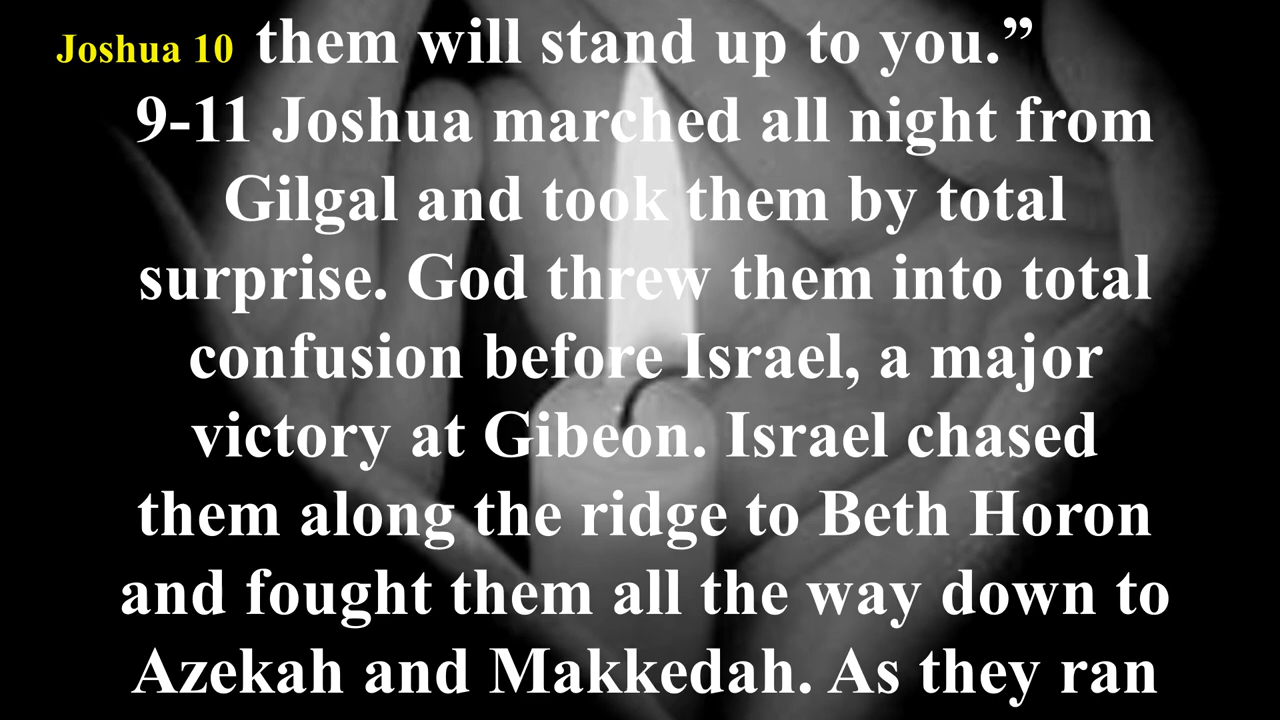 Joshua 10 them will stand up to you.”
9-11 Joshua marched all night from
Gilgal and took them by total
surprise. God threw them into total
confusion before Israel, a major
victory at Gibeon. Israel chased
them along the ridge to Beth Horon
and fought them all the way down to
Azekah and Makkedah. As they ran